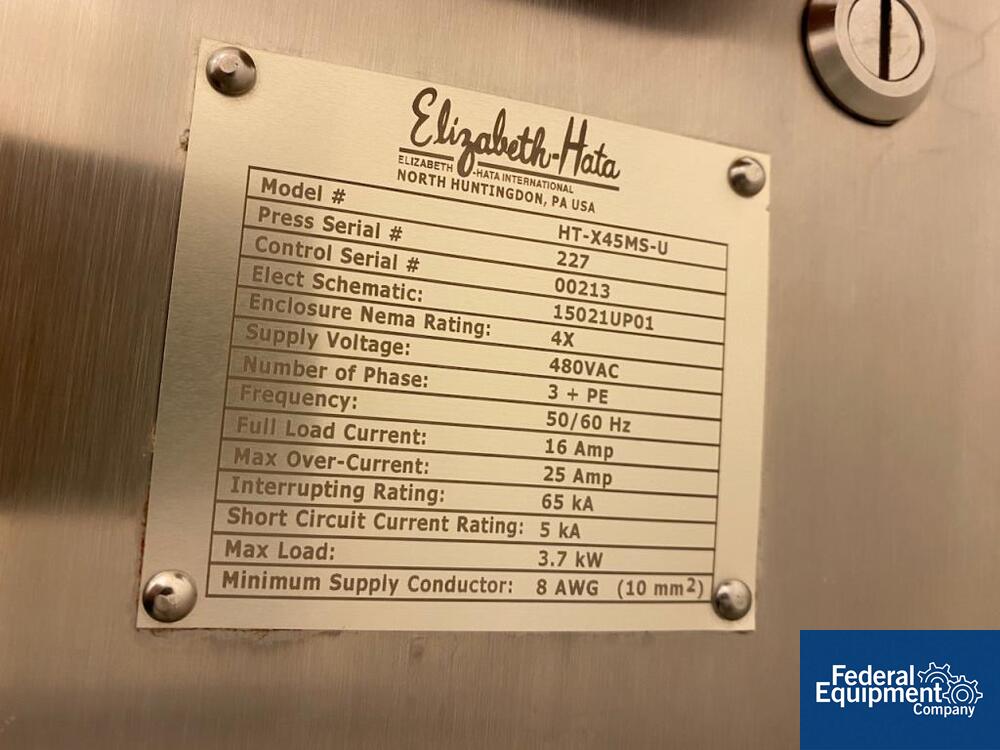 Elizabeth-Hata
ELIZABETH-HATA INTERNATIONAL
NORTH HUNTINGDON, PA USA
Model # HT-X45MS-U
Press Serial # 227
Control Serial # 00213
Elect Schematic: 15021UP01
Enclosure Nema Rating: 4X
Supply Voltage: 480VAC
Number of Phase: 3 + PE
Frequency: 50/60 Hz
Full Load Current: 16 Amp
Max Over-Current: 25 Amp
Interrupting Rating: 65 kA
Short Circuit Current Rating: 5 kA
Max Load: 3.7 kW
Minimum Supply Conductor: 8 AWG (10 mm²)
Federal
Equipment
Company